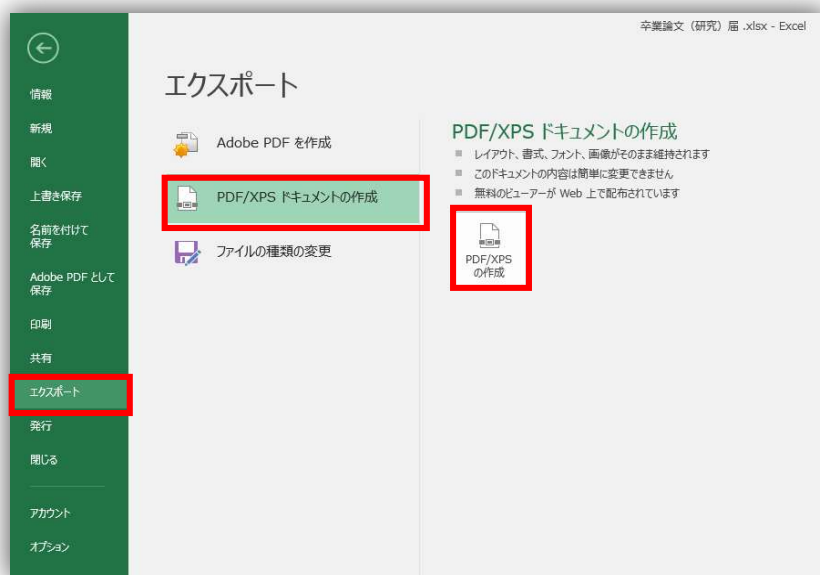 卒業論文（研究）届 .xlsx - Excel
情報
新規
開く
上書き保存
名前を付けて
保存
Adobe PDF として
保存
印刷
共有
エクスポート
発行
閉じる
アカウント
オプション
エクスポート
Adobe PDF を作成
PDF/XPS ドキュメントの作成
ファイルの種類の変更
PDF/XPS ドキュメントの作成
レイアウト、書式、フォント、画像がそのまま維持されます
このドキュメントの内容は簡単に変更できません
無料のビューアーが Web 上で配布されています
PDF/XPS
の作成